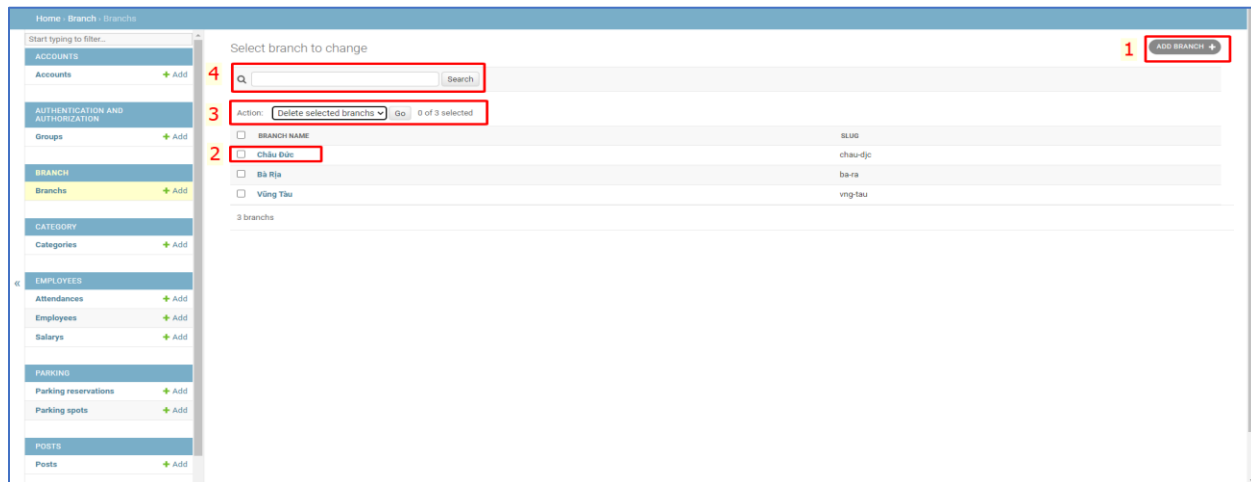 Home › Branch › Branchs
Start typing to filter...
ACCOUNTS
Accounts + Add
AUTHENTICATION AND
AUTHORIZATION
Groups + Add
BRANCH
Branchs + Add
CATEGORY
Categories + Add
«
EMPLOYEES
Attendances + Add
Employees + Add
Salarys + Add
PARKING
Parking reservations + Add
Parking spots + Add
POSTS
Posts + Add
Select branch to change
1 ADD BRANCH +
4 Search
3 Action: Delete selected branchs Go 0 of 3 selected
BRANCH NAME SLUG
2 Châu Đức chau-djc
Bà Rịa ba-ra
Vũng Tàu vng-tau
3 branchs